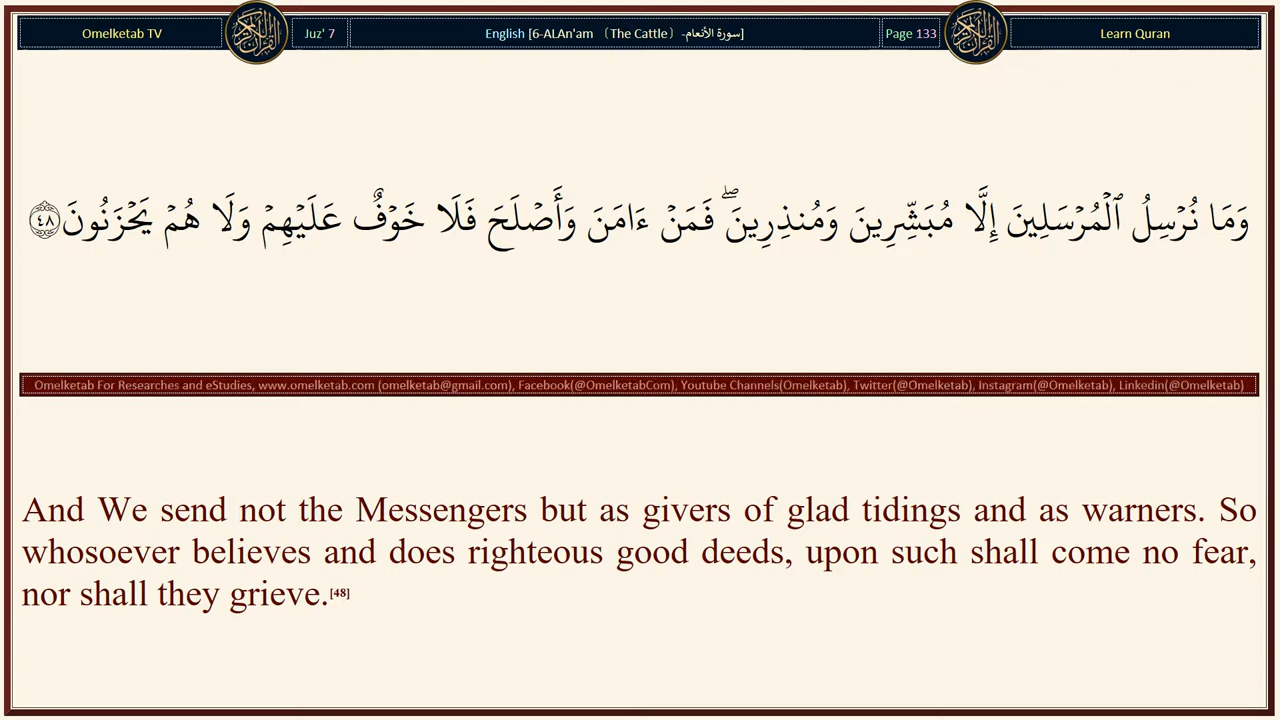 Omelketab TV
Juz' 7
English [6-ALAn'am （The Cattle）-سورة الأنعام]
Page 133
Learn Quran
وَمَا نُرْسِلُ ٱلْمُرْسَلِينَ إِلَّا مُبَشِّرِينَ وَمُنذِرِينَۖ فَمَنْ ءَامَنَ وَأَصْلَحَ فَلَا خَوْفٌ عَلَيْهِمْ وَلَا هُمْ يَحْزَنُونَ ٤٨
Omelketab For Researches and eStudies, www.omelketab.com (omelketab@gmail.com), Facebook(@OmelketabCom), Youtube Channels(Omelketab), Twitter(@Omelketab), Instagram(@Omelketab), Linkedin(@Omelketab)
And We send not the Messengers but as givers of glad tidings and as warners. So
whosoever believes and does righteous good deeds, upon such shall come no fear,
nor shall they grieve.[48]